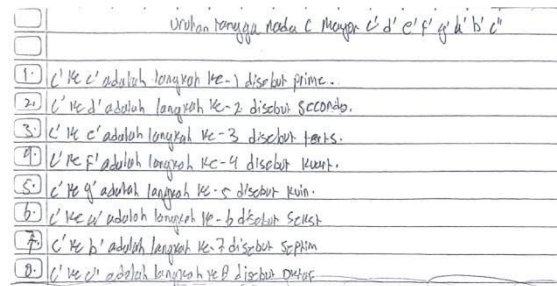 Urutan tangga nada C Mayor c' d' e' f' g' a' b' c"
1. c' ke c' adalah langkah ke-1 disebut prime.
2. c' ke d' adalah langkah ke-2 disebut Secondo.
3. c' ke e' adalah langkah ke-3 disebut terts.
4. c' ke f' adalah langkah ke-4 disebut kwart.
5. c' ke g' adalah langkah ke-5 disebut kuin.
6. c' ke a' adalah langkah ke-6 disebut Sekst
7. c' ke b' adalah langkah ke-7 disebut Septim
8. c' ke c' adalah langkah ke 8 disebut Oktaf